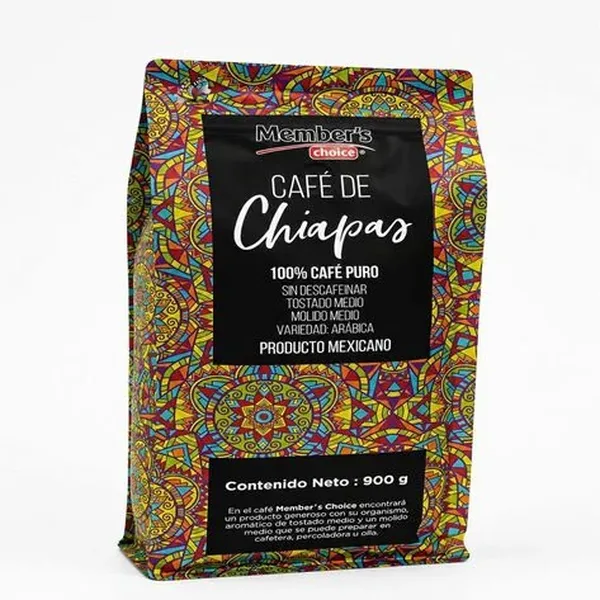 Member's
choice®
CAFÉ DE
Chiapas
100% CAFÉ PURO
SIN DESCAFEINAR
TOSTADO MEDIO
MOLIDO MEDIO
VARIEDAD: ARÁBICA
PRODUCTO MEXICANO
Contenido Neto : 900 g
En el café Member's Choice encontrará
un producto generoso con su organismo,
aromático de tostado medio y un molido
medio que se puede preparar en
cafetera, percoladora u olla.